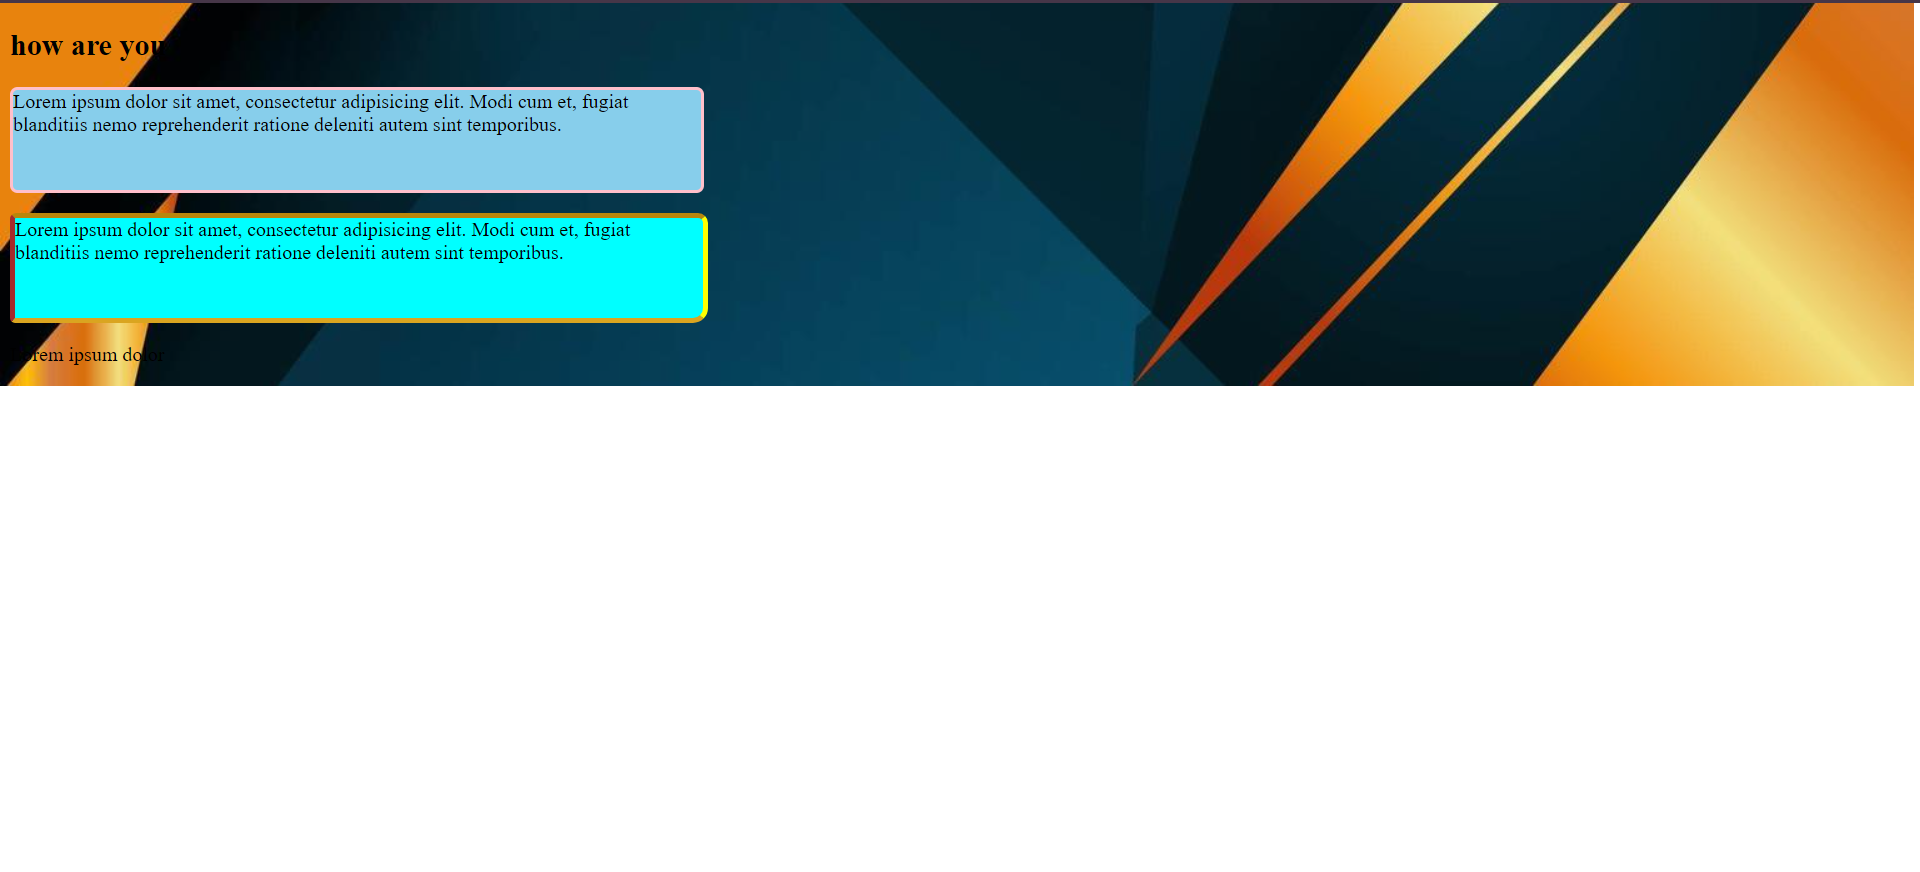 how are you
Lorem ipsum dolor sit amet, consectetur adipisicing elit. Modi cum et, fugiat
blanditiis nemo reprehenderit ratione deleniti autem sint temporibus.
Lorem ipsum dolor sit amet, consectetur adipisicing elit. Modi cum et, fugiat
blanditiis nemo reprehenderit ratione deleniti autem sint temporibus.
Lorem ipsum dolor